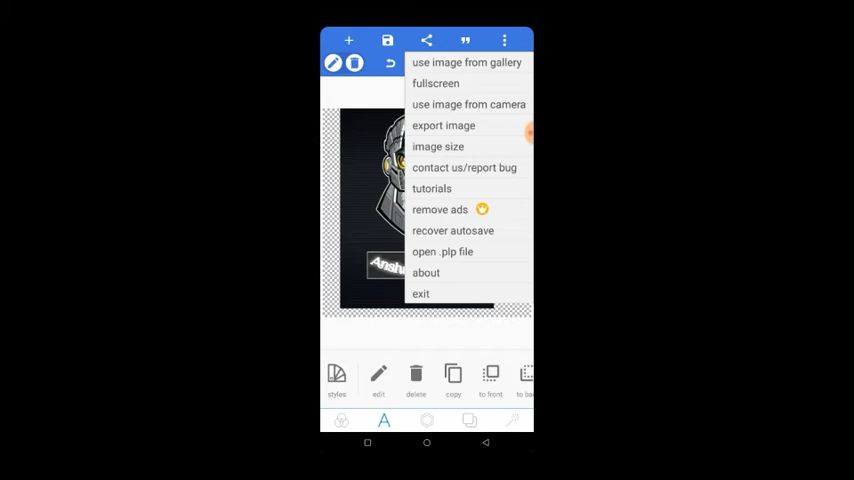 use image from gallery
fullscreen
use image from camera
export image
image size
contact us/report bug
tutorials
remove ads
recover autosave
open .plp file
about
exit
styles
edit
delete
copy
to front